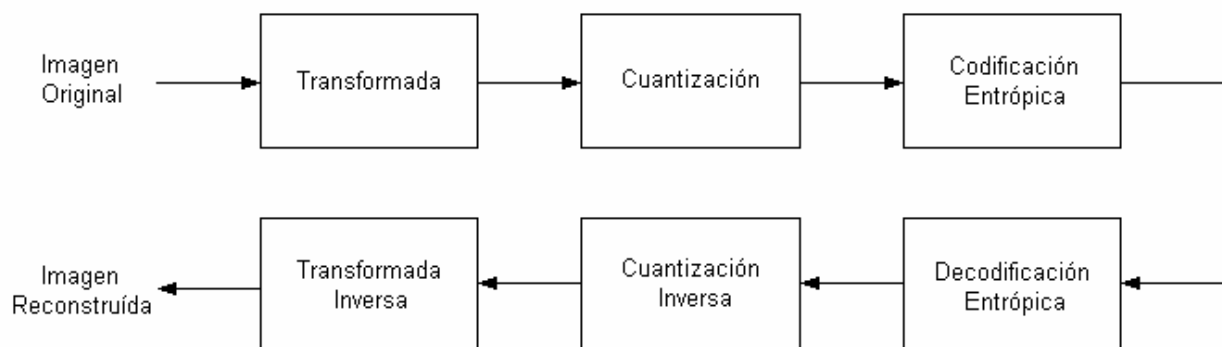 Imagen
Original
Transformada
Cuantización
Codificación
Entrópica
Imagen
Reconstruída
Transformada
Inversa
Cuantización
Inversa
Decodificación
Entrópica